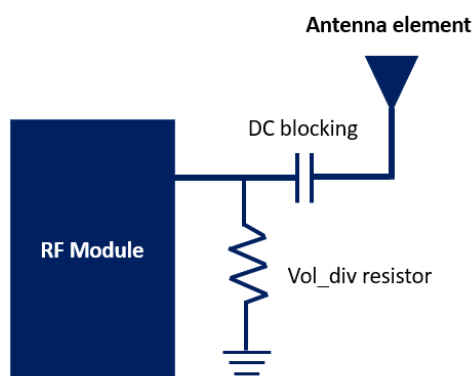 Antenna element
DC blocking
RF Module
Vol_div resistor